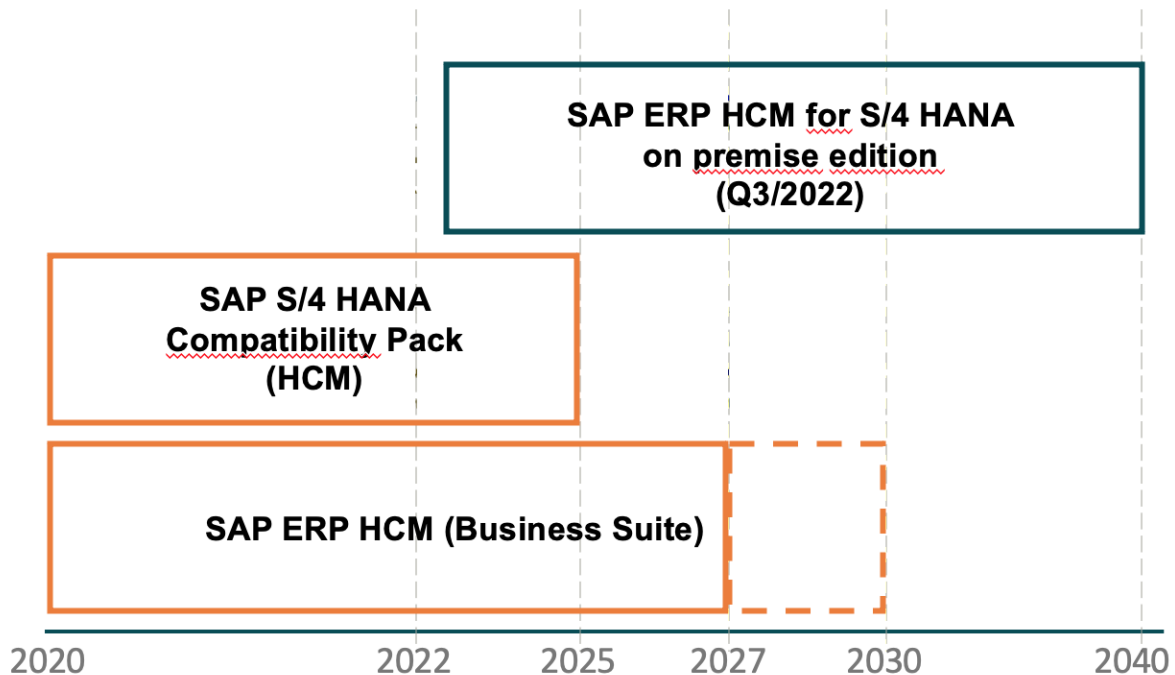 SAP ERP HCM for S/4 HANA
on premise edition
(Q3/2022)
SAP S/4 HANA
Compatibility Pack
(HCM)
SAP ERP HCM (Business Suite)
2020
2022
2025
2027
2030
2040